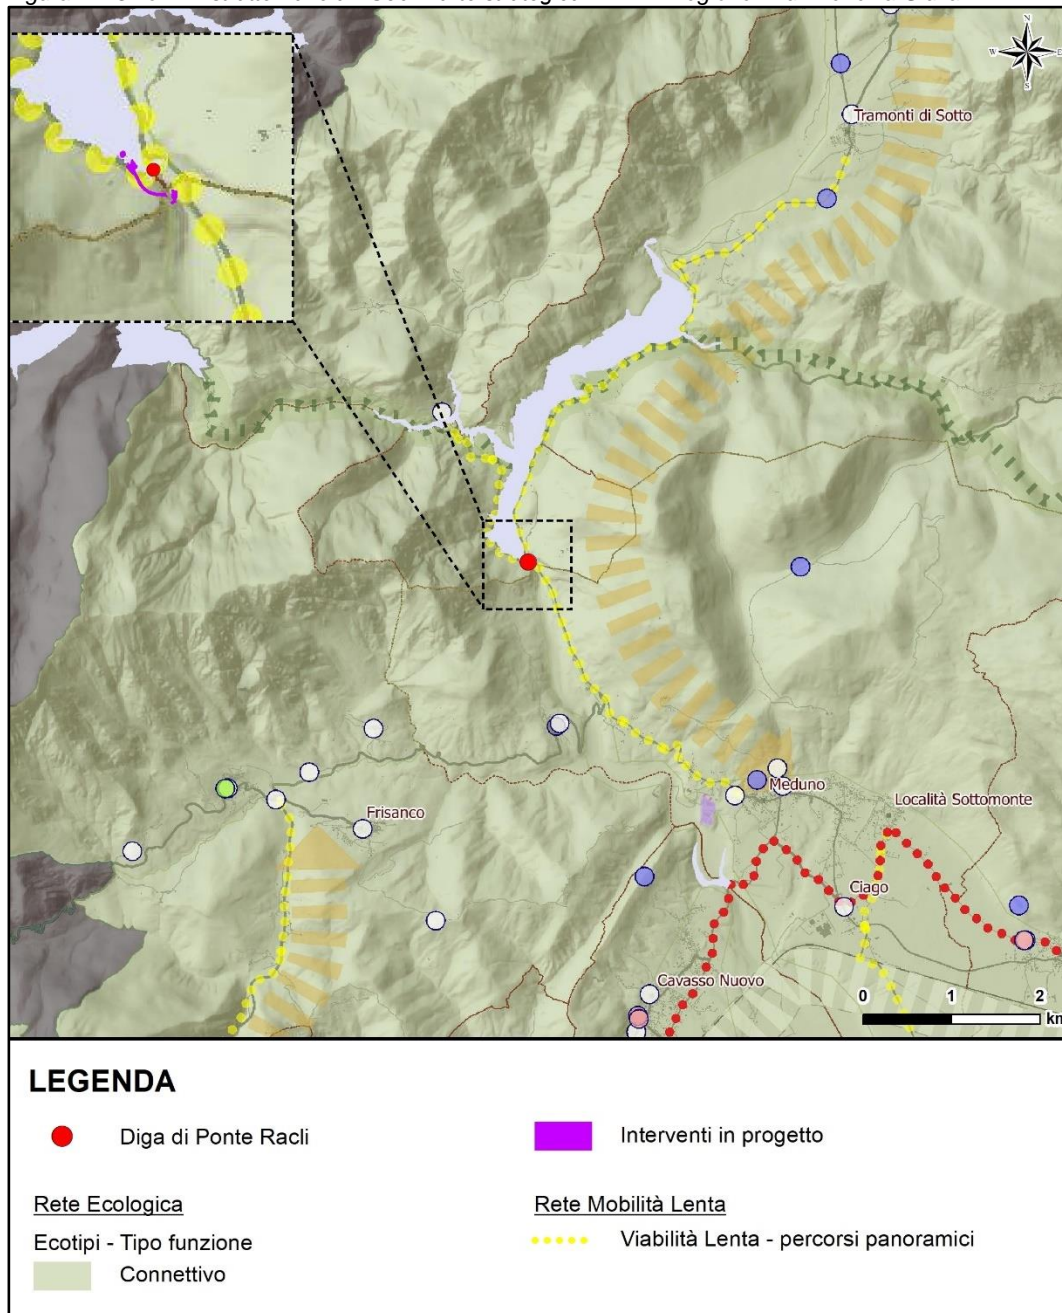 N
W
S
Tramonti di Sotto
Meduno
Località Sottomonte
Frisanco
Ciago
Cavasso Nuovo
0 1 2
km
LEGENDA
Diga di Ponte Racli
Interventi in progetto
Rete Ecologica
Rete Mobilità Lenta
Ecotipi - Tipo funzione
Viabilità Lenta - percorsi panoramici
Connettivo